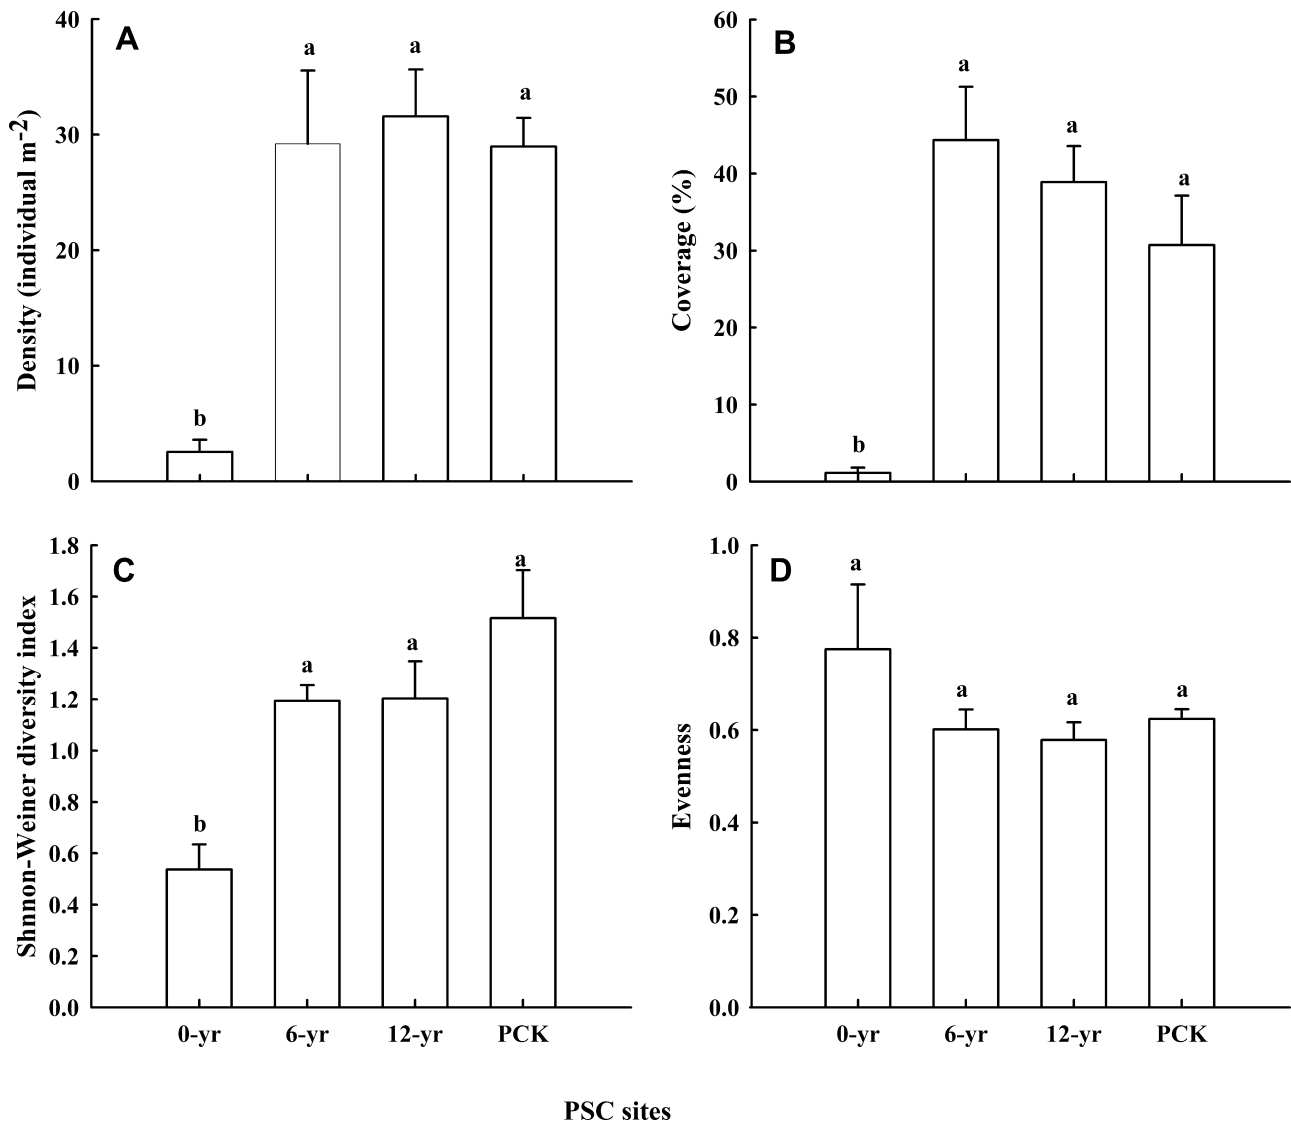 A
Density (individual m-2)
40
30
20
10
0
b
a
a
a
B
Coverage (%)
60
50
40
30
20
10
0
b
a
a
a
C
Shnnon-Weiner diversity index
1.8
1.6
1.4
1.2
1.0
0.8
0.6
0.4
0.2
0.0
b
a
a
a
0-yr 6-yr 12-yr PCK
D
Evenness
1.0
0.8
0.6
0.4
0.2
0.0
a
a
a
a
0-yr 6-yr 12-yr PCK
PSC sites